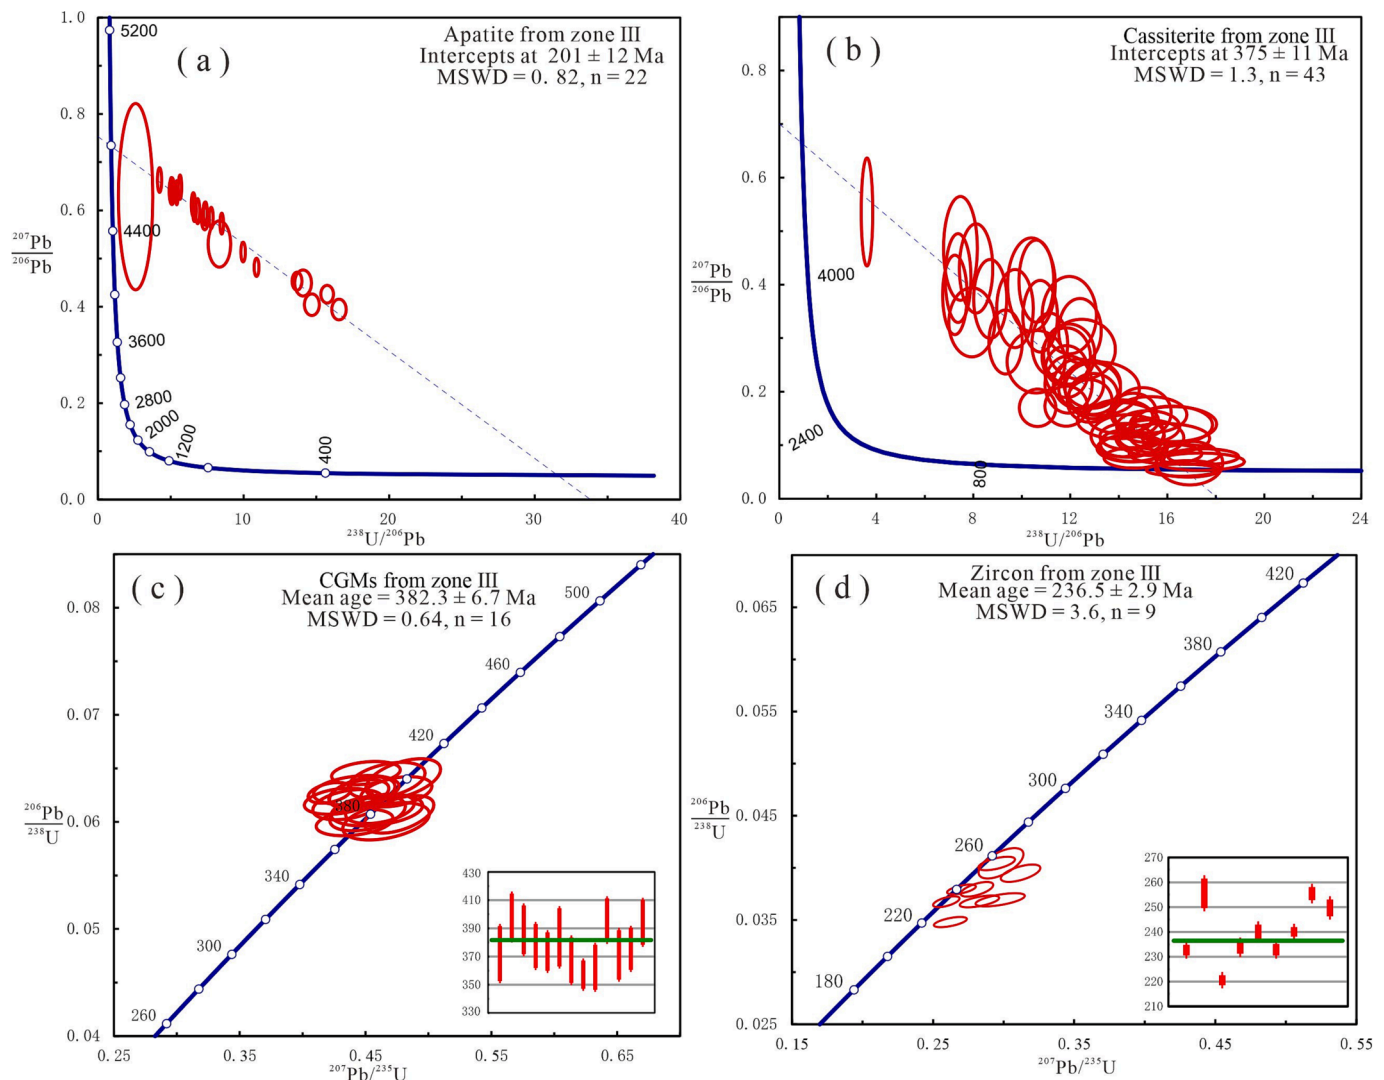 ( a )
Apatite from zone III
Intercepts at 201 ± 12 Ma
MSWD = 0. 82, n = 22
1. 0
0. 8
0. 6
0. 4
0. 2
0. 0
207Pb
206Pb
5200
4400
3600
2800
2000
1200
400
0
10
20
30
40
238U/206Pb
( b )
Cassiterite from zone III
Intercepts at 375 ± 11 Ma
MSWD = 1.3, n = 43
0. 8
0. 6
0. 4
0. 2
0. 0
207Pb
206Pb
4000
2400
800
0
4
8
12
16
20
24
238U/206Pb
( c )
CGMs from zone III
Mean age = 382.3 ± 6.7 Ma
MSWD = 0.64, n = 16
0. 08
0. 07
0. 06
0. 05
0. 04
206Pb
238U
500
460
420
380
340
300
260
430
410
390
370
350
330
0. 25
0. 35
0. 45
0. 55
0. 65
207Pb/235U
( d )
Zircon from zone III
Mean age = 236.5 ± 2.9 Ma
MSWD = 3.6, n = 9
0. 065
0. 055
0. 045
0. 035
0. 025
206Pb
238U
420
380
340
300
260
220
180
270
260
250
240
230
220
210
0. 15
0. 25
0. 35
0. 45
0. 55
207Pb/235U